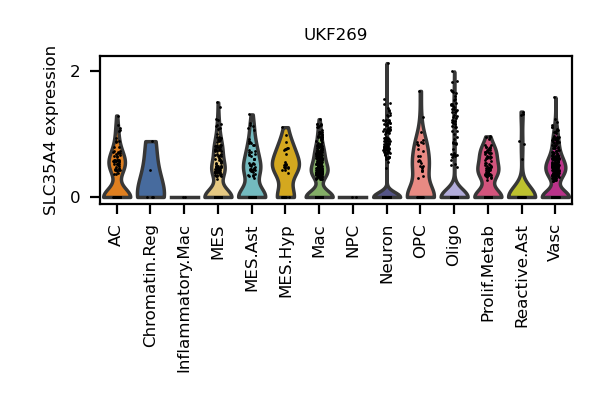 UKF269
SLC35A4 expression
2
0
AC
Chromatin.Reg
Inflammatory.Mac
MES
MES.Ast
MES.Hyp
Mac
NPC
Neuron
OPC
Oligo
Prolif.Metab
Reactive.Ast
Vasc